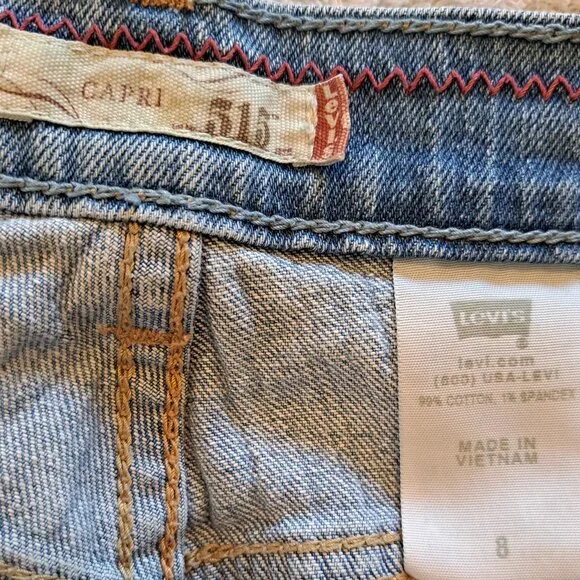 CAPRI
515
Levi's
LEVI'S
levi.com
(800) USA-LEVI
99% COTTON, 1% SPANDEX
MADE IN
VIETNAM
8